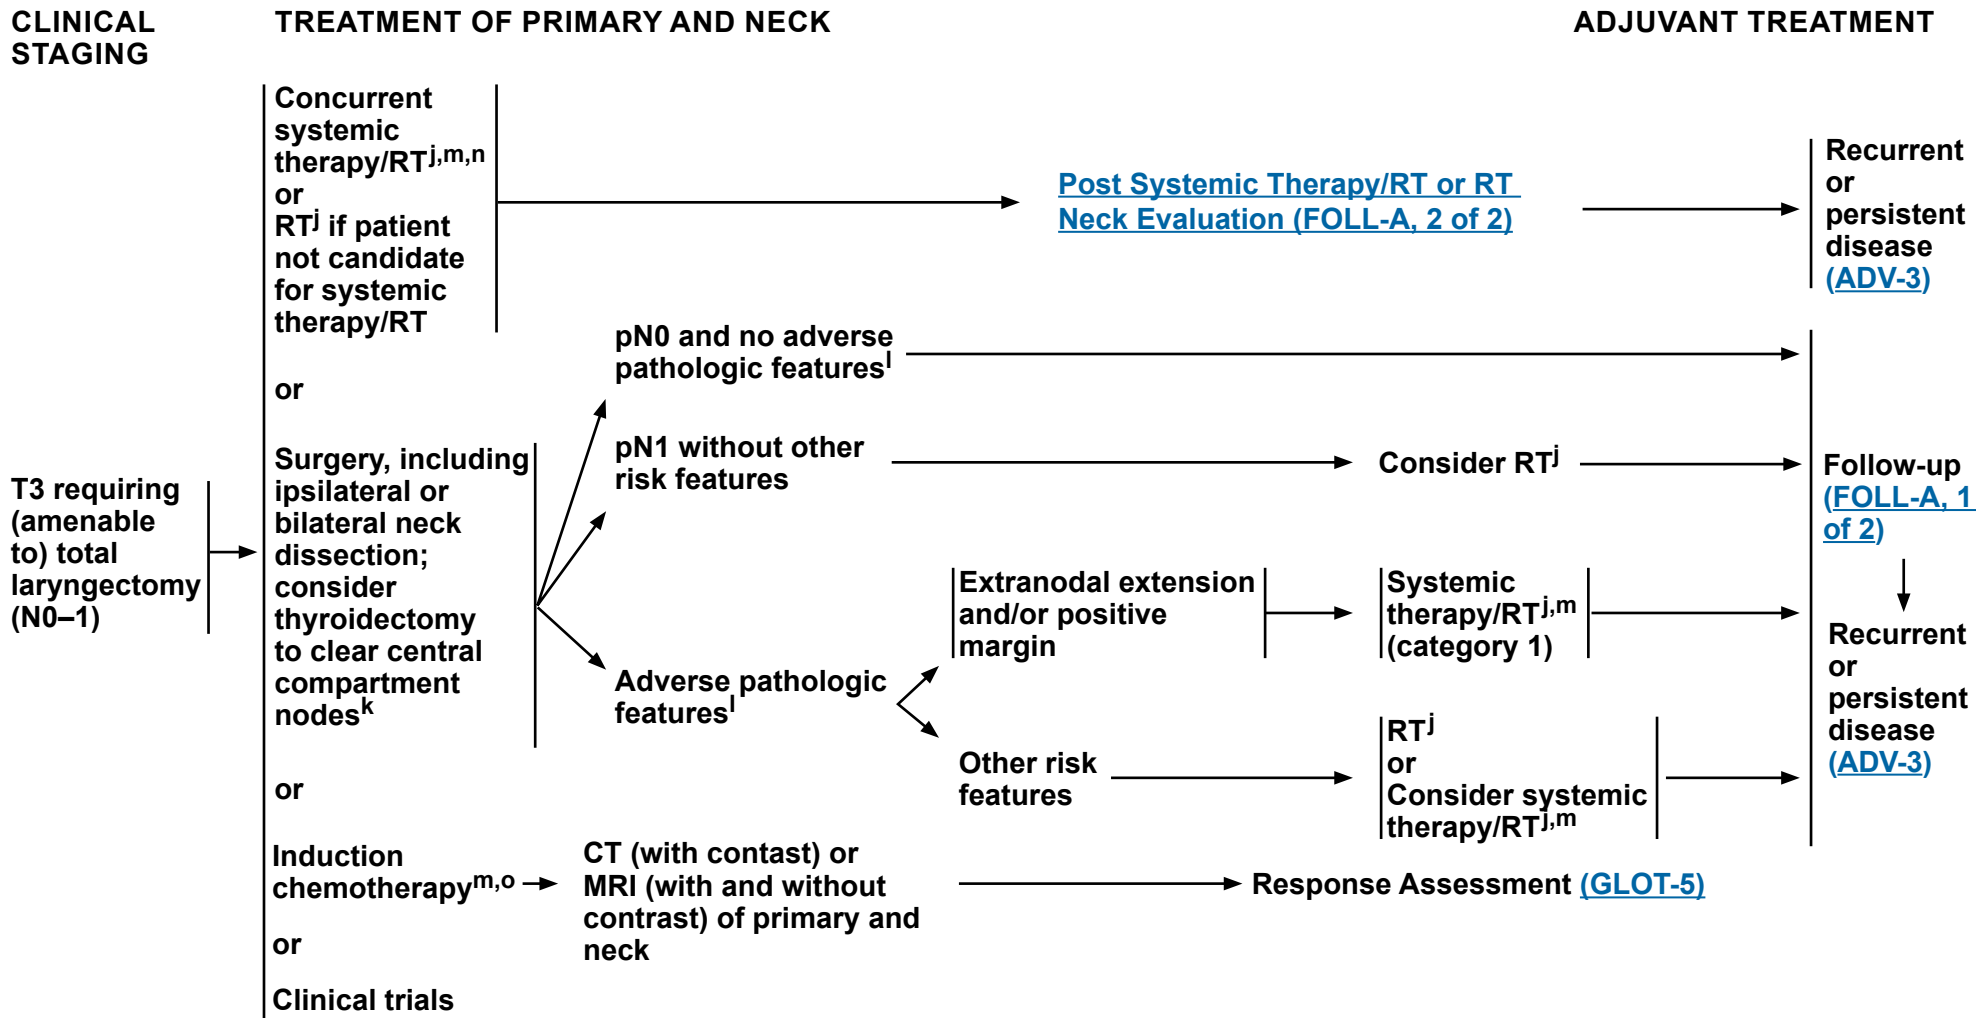 CLINICAL
STAGING
TREATMENT OF PRIMARY AND NECK
ADJUVANT TREATMENT
T3 requiring
(amenable
to) total
laryngectomy
(N0–1)
Concurrent
systemic
therapy/RTj,m,n
or
RTj if patient
not candidate
for systemic
therapy/RT
Post Systemic Therapy/RT or RT
Neck Evaluation (FOLL-A, 2 of 2)
Recurrent
or
persistent
disease
(ADV-3)
or
Surgery, including
ipsilateral or
bilateral neck
dissection;
consider
thyroidectomy
to clear central
compartment
nodesk
pN0 and no adverse
pathologic featuresl
pN1 without other
risk features
Consider RTj
Adverse pathologic
featuresl
Extranodal extension
and/or positive
margin
Systemic
therapy/RTj,m
(category 1)
Other risk
features
RTj
or
Consider systemic
therapy/RTj,m
Follow-up
(FOLL-A, 1
of 2)
Recurrent
or
persistent
disease
(ADV-3)
or
Induction
chemotherapym,o
CT (with contast) or
MRI (with and without
contrast) of primary and
neck
Response Assessment (GLOT-5)
or
Clinical trials